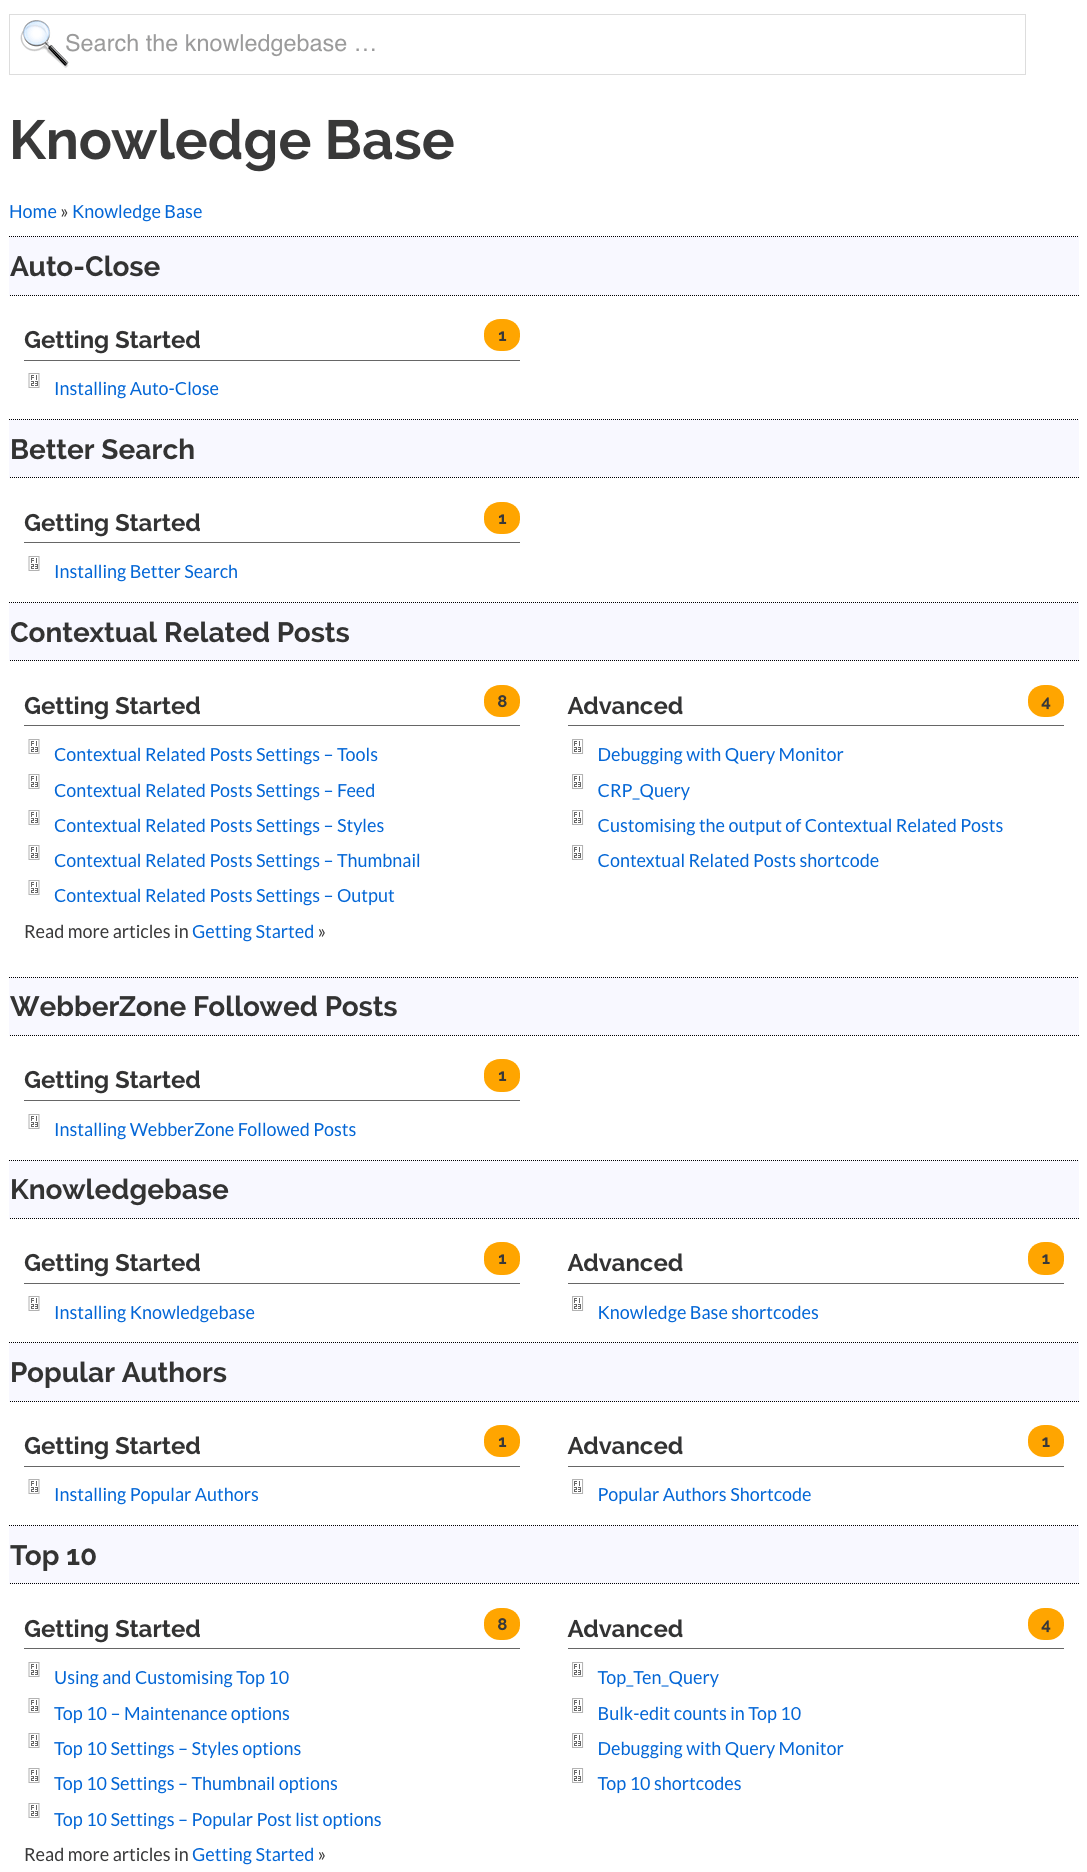 Search the knowledgebase ...
Knowledge Base
Home » Knowledge Base
Auto-Close
Getting Started 1
Installing Auto-Close
Better Search
Getting Started 1
Installing Better Search
Contextual Related Posts
Getting Started 8
Contextual Related Posts Settings – Tools
Contextual Related Posts Settings – Feed
Contextual Related Posts Settings – Styles
Contextual Related Posts Settings – Thumbnail
Contextual Related Posts Settings – Output
Read more articles in Getting Started »
Advanced 4
Debugging with Query Monitor
CRP_Query
Customising the output of Contextual Related Posts
Contextual Related Posts shortcode
WebberZone Followed Posts
Getting Started 1
Installing WebberZone Followed Posts
Knowledgebase
Getting Started 1
Installing Knowledgebase
Advanced 1
Knowledge Base shortcodes
Popular Authors
Getting Started 1
Installing Popular Authors
Advanced 1
Popular Authors Shortcode
Top 10
Getting Started 8
Using and Customising Top 10
Top 10 – Maintenance options
Top 10 Settings – Styles options
Top 10 Settings – Thumbnail options
Top 10 Settings – Popular Post list options
Read more articles in Getting Started »
Advanced 4
Top_Ten_Query
Bulk-edit counts in Top 10
Debugging with Query Monitor
Top 10 shortcodes